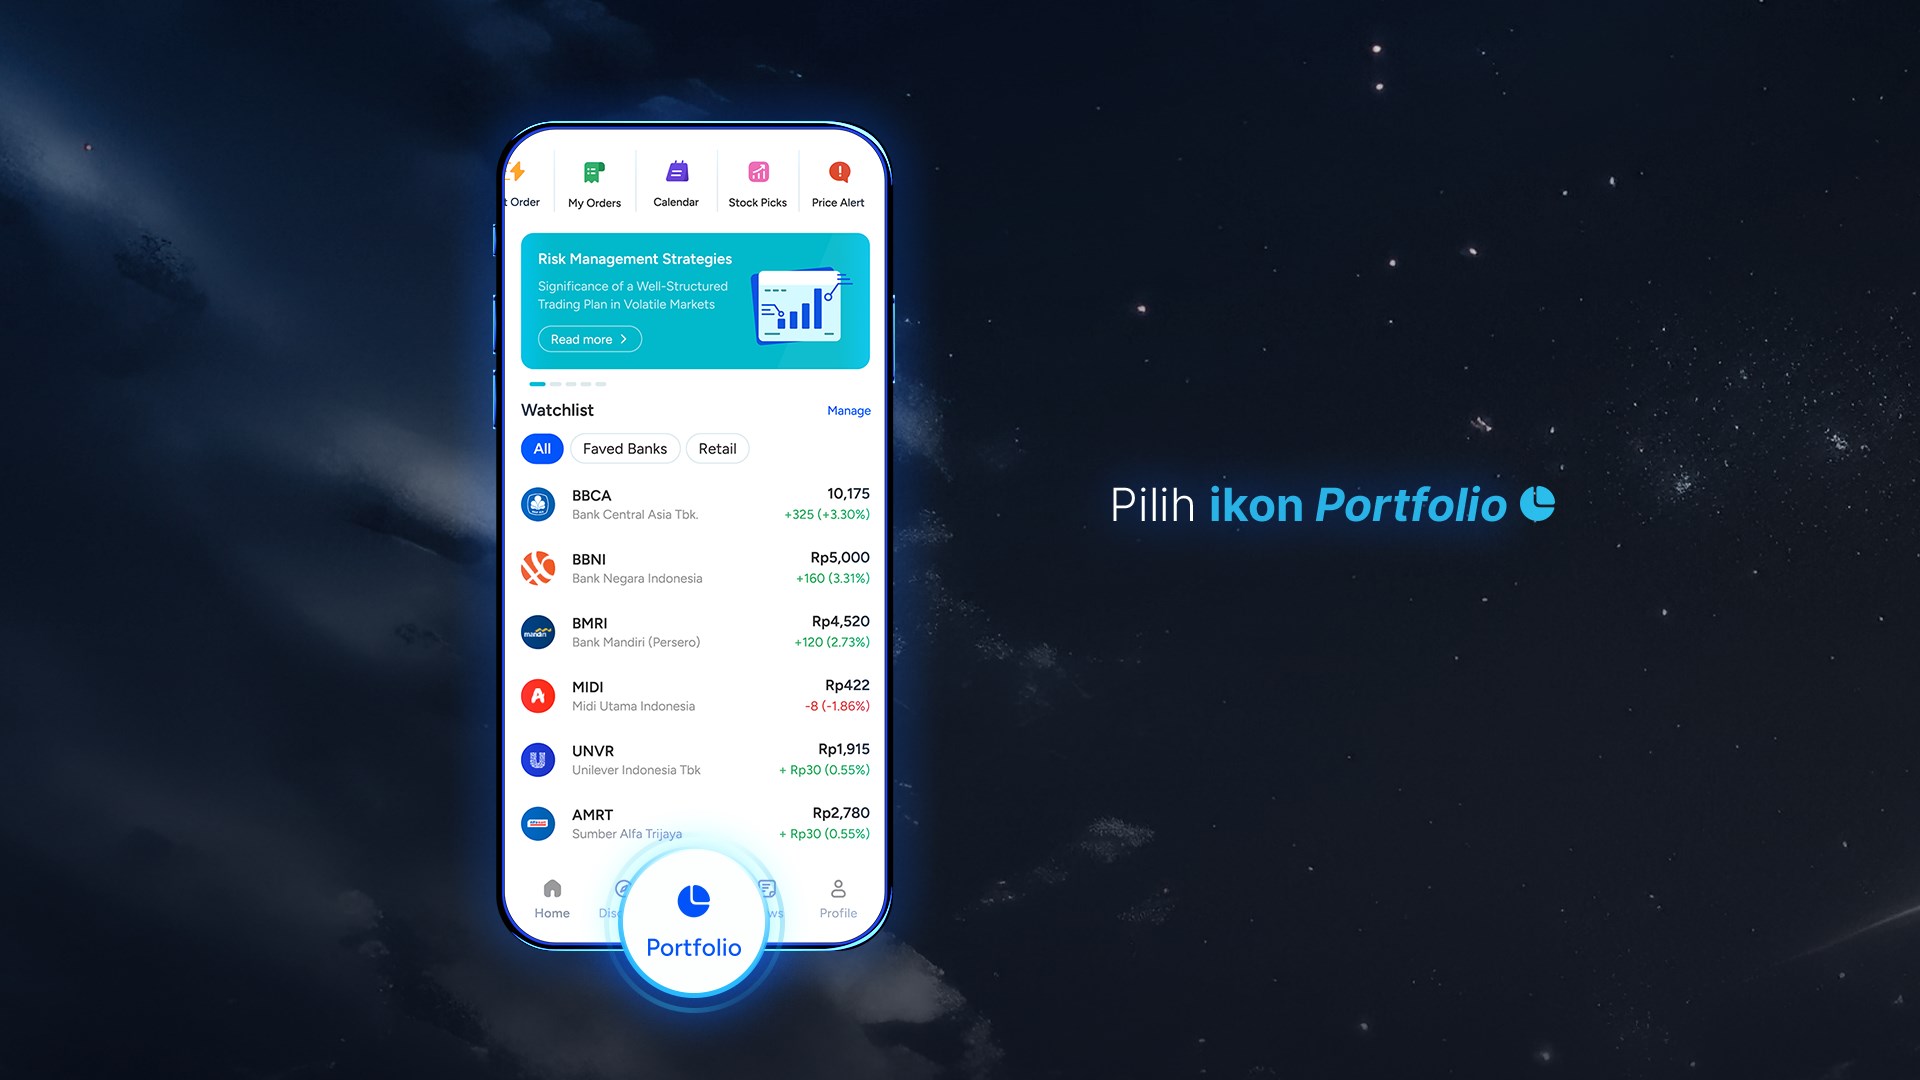 t Order
My Orders
Calendar
Stock Picks
Price Alert
Risk Management Strategies
Significance of a Well-Structured
Trading Plan in Volatile Markets
Read more
Watchlist
Manage
All
Faved Banks
Retail
BBCA
10,175
Bank Central Asia Tbk.
+325 (+3.30%)
BBNI
Rp5,000
Bank Negara Indonesia
+160 (3.31%)
mandiri
BMRI
Rp4,520
Bank Mandiri (Persero)
+120 (2.73%)
MIDI
Rp422
Midi Utama Indonesia
-8 (-1.86%)
UNVR
Rp1,915
Unilever Indonesia Tbk
+ Rp30 (0.55%)
AMRT
Rp2,780
Sumber Alfa Trijaya
+ Rp30 (0.55%)
Home
Disc
Portfolio
ws
Profile
Pilih ikon Portfolio